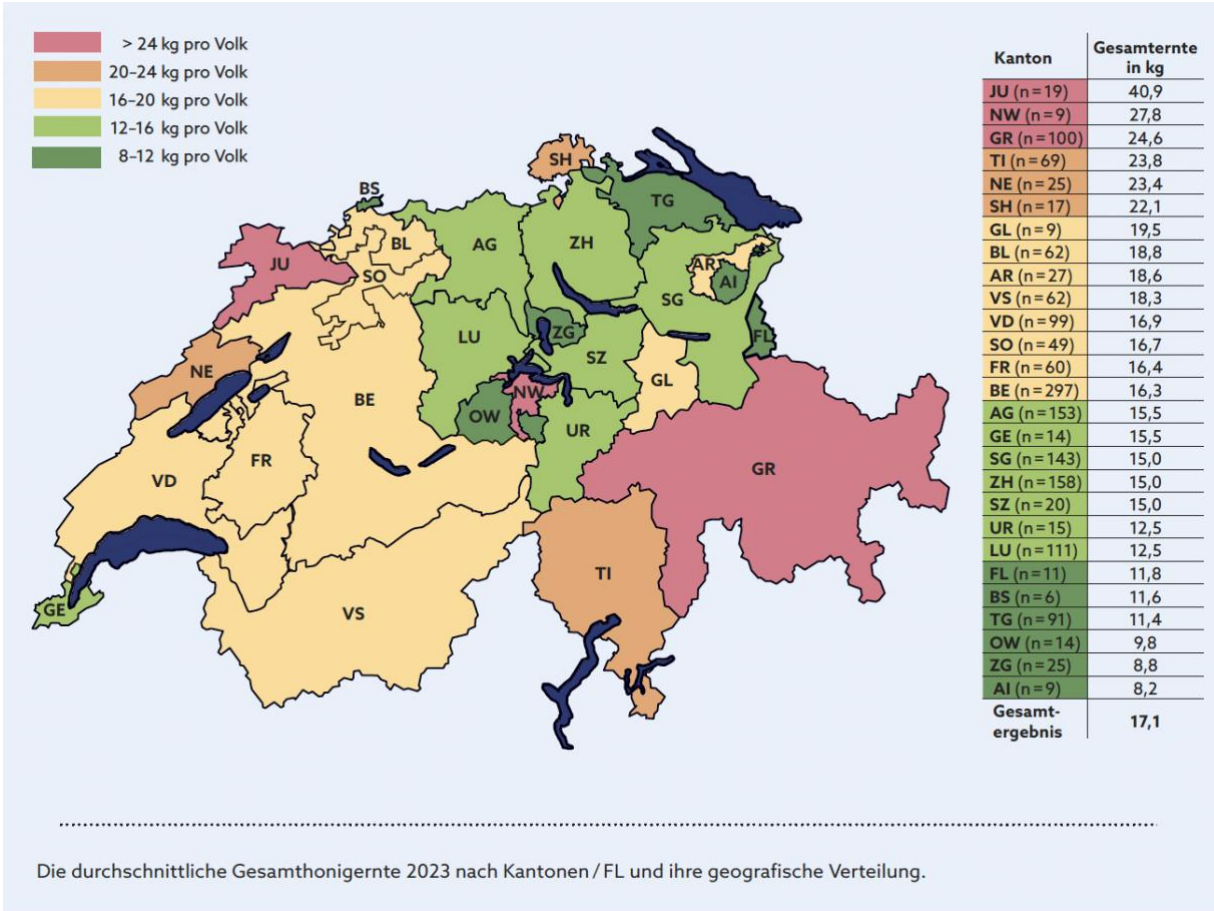 > 24 kg pro Volk
20–24 kg pro Volk
16–20 kg pro Volk
12–16 kg pro Volk
8–12 kg pro Volk
Kanton Gesamternte in kg
JU (n=19) 40,9
NW (n=9) 27,8
GR (n=100) 24,6
TI (n=69) 23,8
NE (n=25) 23,4
SH (n=17) 22,1
GL (n=9) 19,5
BL (n=62) 18,8
AR (n=27) 18,6
VS (n=62) 18,3
VD (n=99) 16,9
SO (n=49) 16,7
FR (n=60) 16,4
BE (n=297) 16,3
AG (n=153) 15,5
GE (n=14) 15,5
SG (n=143) 15,0
ZH (n=158) 15,0
SZ (n=20) 15,0
UR (n=15) 12,5
LU (n=111) 12,5
FL (n=11) 11,8
BS (n=6) 11,6
TG (n=91) 11,4
OW (n=14) 9,8
ZG (n=25) 8,8
AI (n=9) 8,2
Gesamt-
ergebnis 17,1
SH
BS
TG
BL
AG
ZH
JU
SO
AR
AI
SG
LU
ZG
FL
SZ
NE
GL
NW
BE
OW
UR
FR
VD
GR
TI
GE
VS
Die durchschnittliche Gesamthonigernte 2023 nach Kantonen / FL und ihre geografische Verteilung.